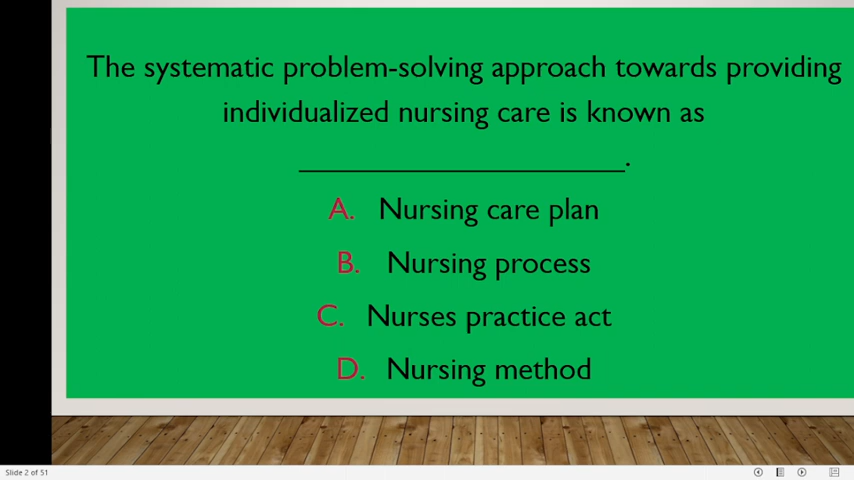 The systematic problem-solving approach towards providing
individualized nursing care is known as
____________________.
A. Nursing care plan
B. Nursing process
C. Nurses practice act
D. Nursing method
Slide 2 of 51